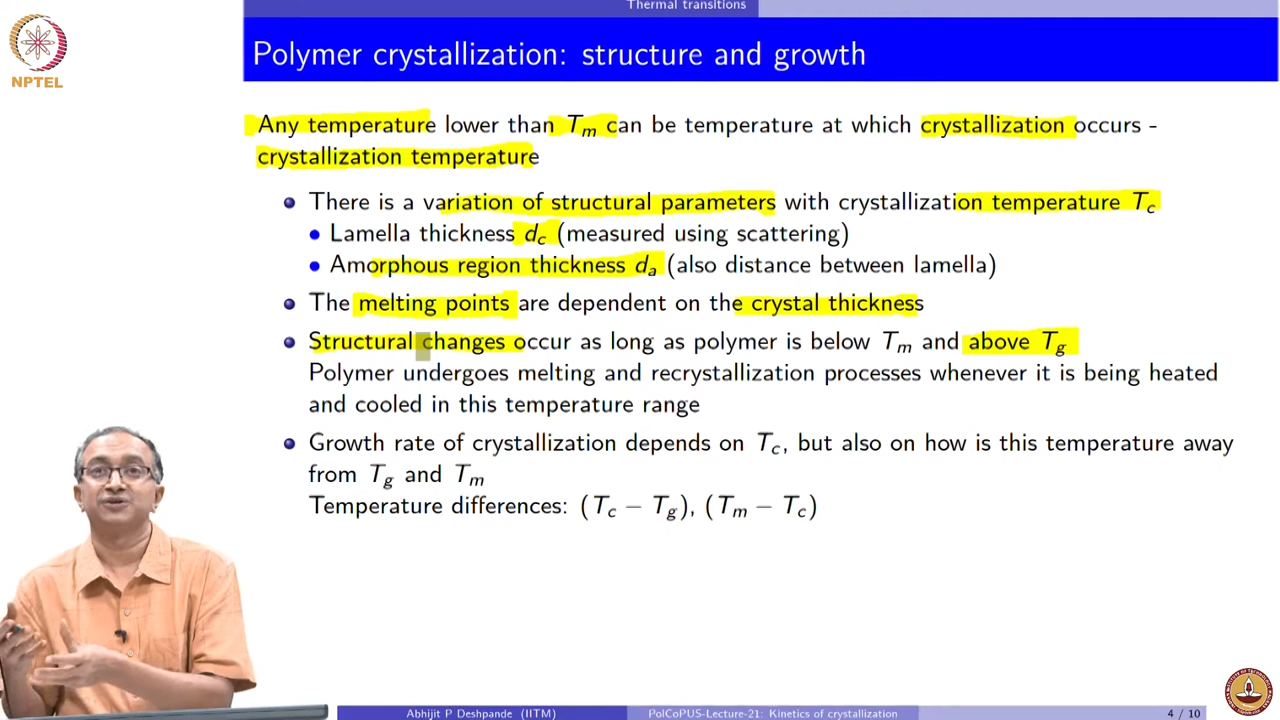 Thermal transitions
NPTEL
Polymer crystallization: structure and growth
Any temperature lower than Tm can be temperature at which crystallization occurs -
crystallization temperature
There is a variation of structural parameters with crystallization temperature Tc
Lamella thickness dc (measured using scattering)
Amorphous region thickness da (also distance between lamella)
The melting points are dependent on the crystal thickness
Structural changes occur as long as polymer is below Tm and above Tg
Polymer undergoes melting and recrystallization processes whenever it is being heated
and cooled in this temperature range
Growth rate of crystallization depends on Tc, but also on how is this temperature away
from Tg and Tm
Temperature differences: (Tc − Tg), (Tm − Tc)
Abhijit P Deshpande (IITM)
PolCoPUS-Lecture-21: Kinetics of crystallization
4 / 10